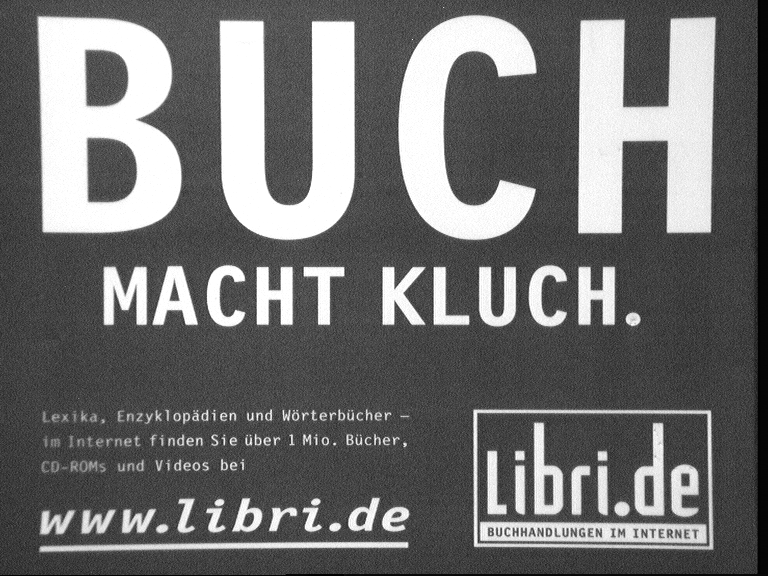 BUCH
MACHT KLUCH.
Lexika, Enzyklopädien und Wörterbücher –
im Internet finden Sie über 1 Mio. Bücher,
CD-ROMs und Videos bei
www.libri.de
Libri.de
BUCHHANDLUNGEN IM INTERNET